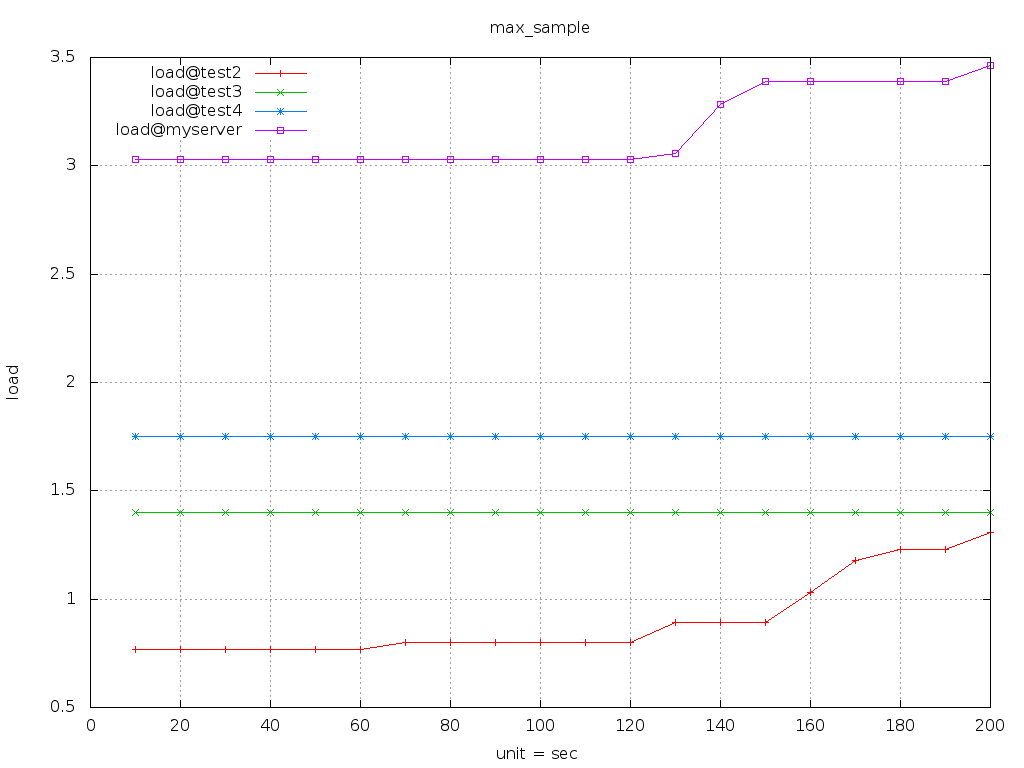 max_sample
3.5
load@test2
load@test3
load@test4
load@myserver
3
2.5
2
load
1.5
1
0.5
0 20 40 60 80 100 120 140 160 180 200
unit = sec